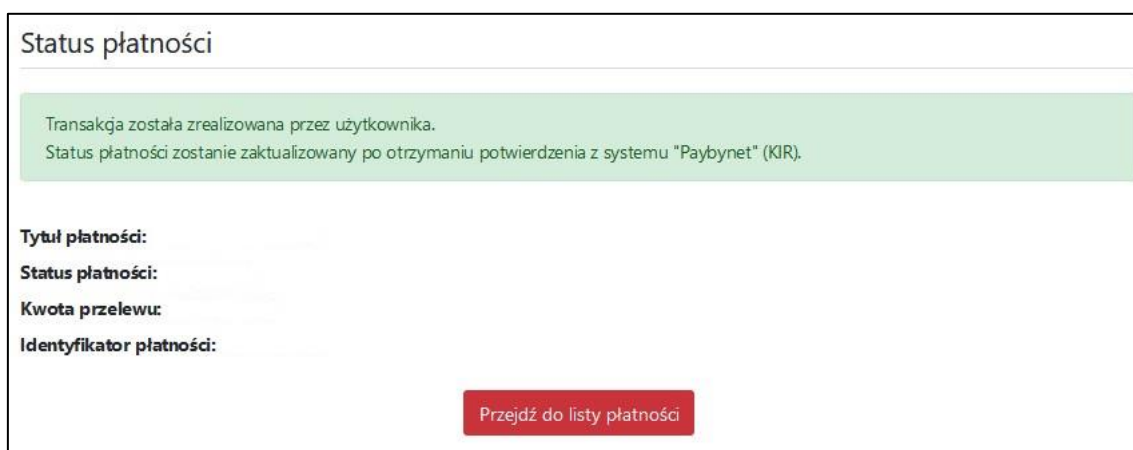 Status płatności
Transakcja została zrealizowana przez użytkownika.
Status płatności zostanie zaktualizowany po otrzymaniu potwierdzenia z systemu "Paybynet" (KIR).
Tytuł płatności:
Status płatności:
Kwota przelewu:
Identyfikator płatności:
Przejdź do listy płatności